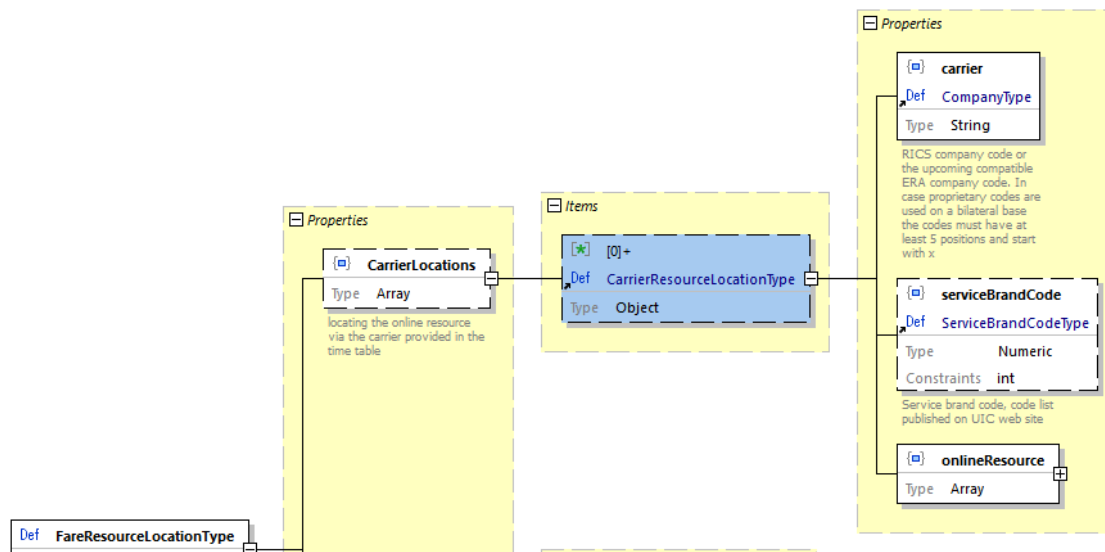 Properties
carrier
Def CompanyType
Type String
RICS company code or
the upcoming compatible
ERA company code. In
case proprietary codes are
used on a bilateral base
the codes must have at
least 5 positions and start
with x
Items
Properties
[0]+
CarrierLocations
Def CarrierResourceLocationType
Type Array
Type Object
serviceBrandCode
locating the online resource
via the carrier provided in the
time table
Def ServiceBrandCodeType
Type Numeric
Constraints int
Service brand code, code list
published on UIC web site
onlineResource
Type Array
Def FareResourceLocationType